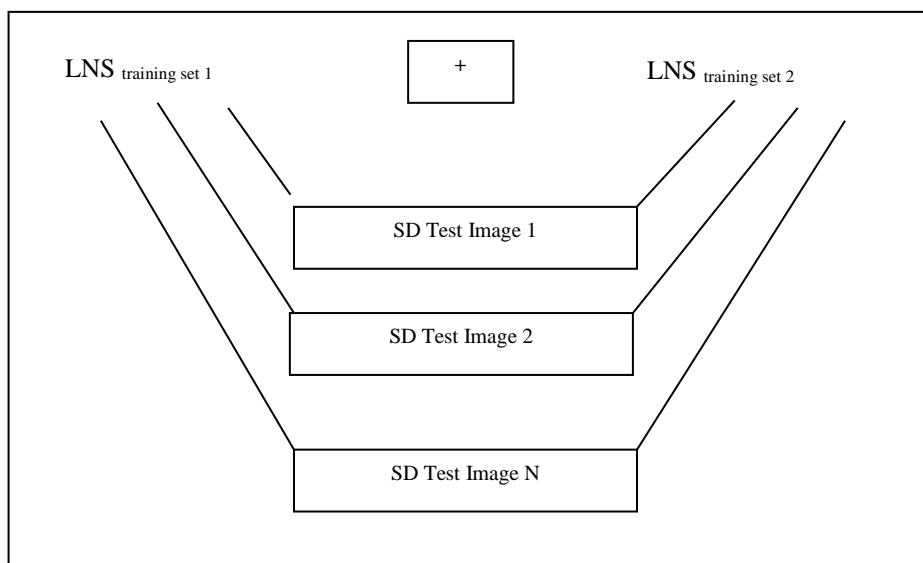 LNS training set 1
+
LNS training set 2
SD Test Image 1
SD Test Image 2
SD Test Image N